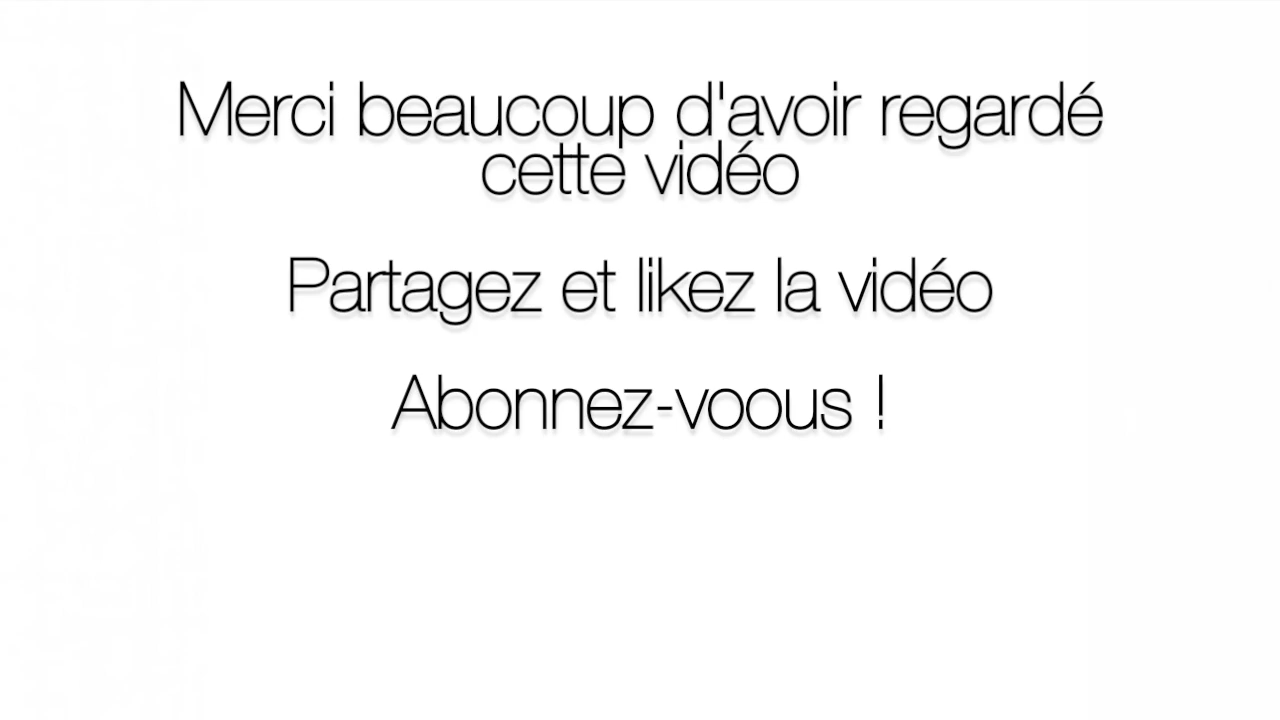 Merci beaucoup d'avoir regardé
cette vidéo
Partagez et likez la vidéo
Abonnez-voous !